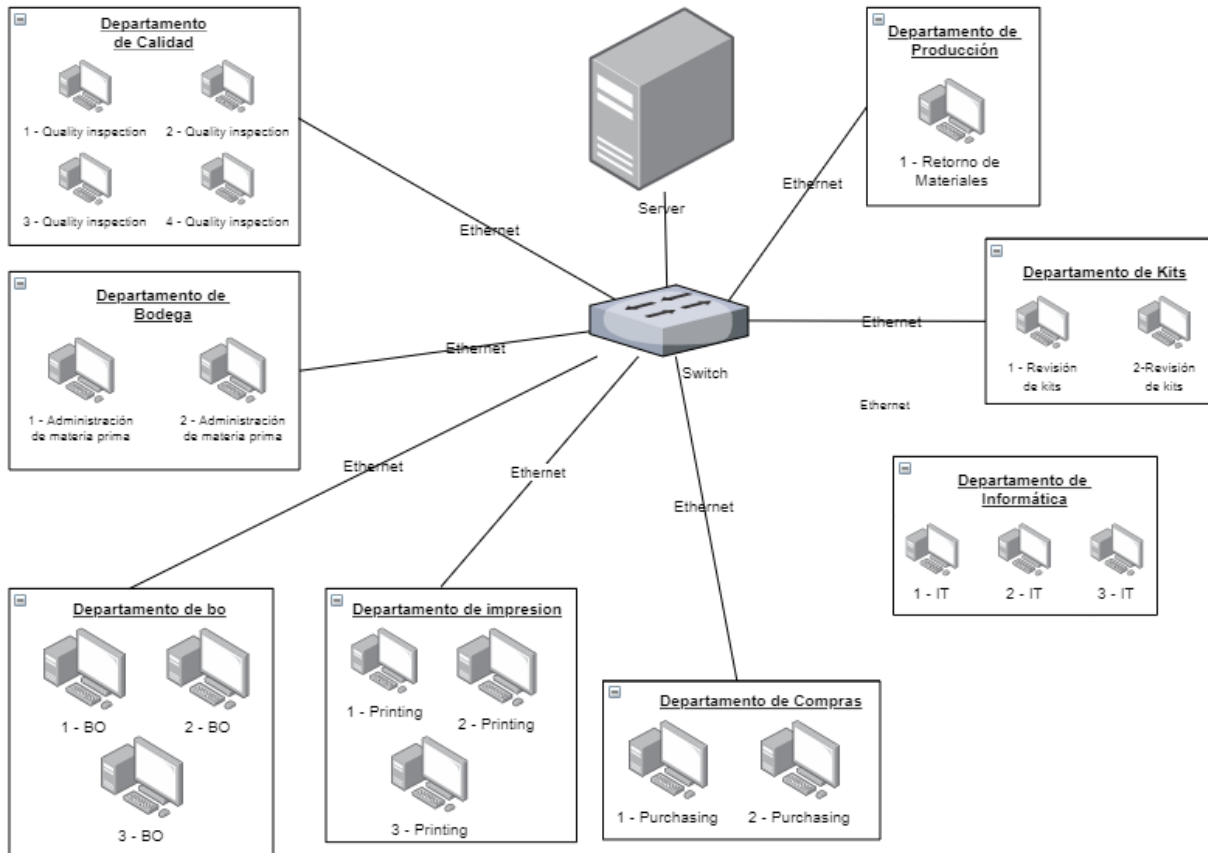 Departamento
de Calidad
1 - Quality inspection
2 - Quality inspection
3 - Quality inspection
4 - Quality inspection
Ethernet
Server
Departamento de
Producción
1 - Retorno de
Materiales
Ethernet
Departamento de
Bodega
1 - Administración
de materia prima
2 - Administración
de materia prima
Ethernet
Switch
Ethernet
Departamento de Kits
1 - Revisión
de kits
2-Revisión
de kits
Ethernet
Ethernet
Ethernet
Ethernet
Departamento de
Informática
1 - IT
2 - IT
3 - IT
Departamento de bo
1 - BO
2 - BO
3 - BO
Departamento de impresion
1 - Printing
2 - Printing
3 - Printing
Departamento de Compras
1 - Purchasing
2 - Purchasing